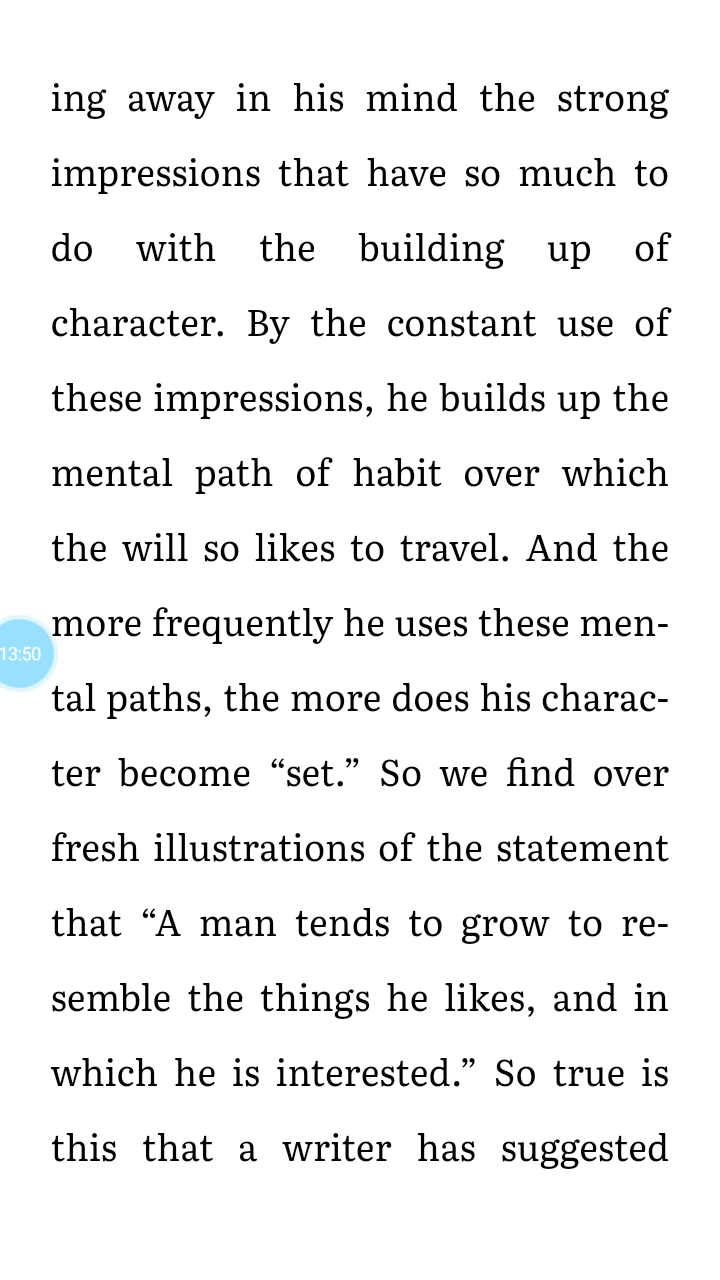 ing away in his mind the strong
impressions that have so much to
do with the building up of
character. By the constant use of
these impressions, he builds up the
mental path of habit over which
the will so likes to travel. And the
more frequently he uses these men-
13:50
tal paths, the more does his charac-
ter become “set.” So we find over
fresh illustrations of the statement
that “A man tends to grow to re-
semble the things he likes, and in
which he is interested.” So true is
this that a writer has suggested